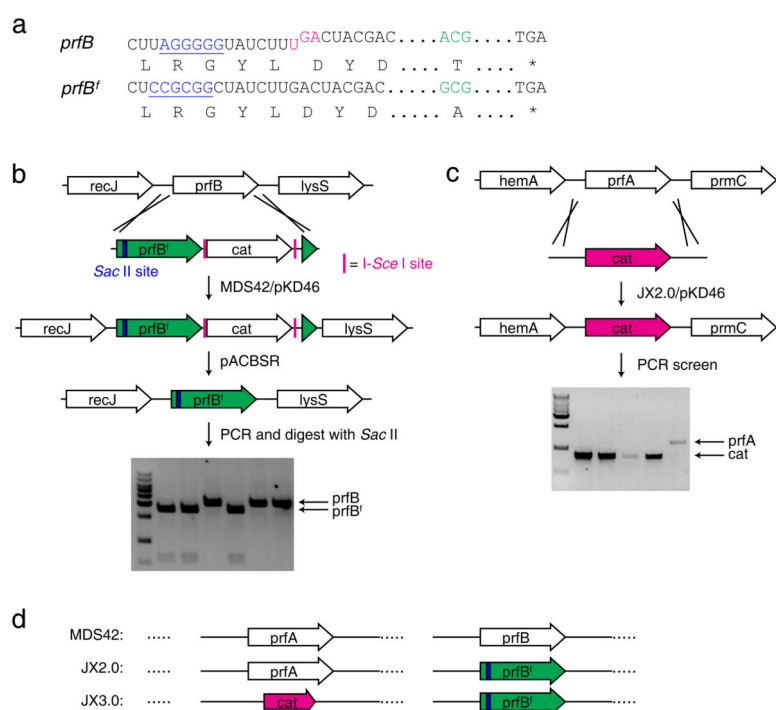 a
prfB CUUAGGGGGUAUCUUUGACUACGAC....ACG....TGA
L R G Y L D Y D .... T .... *
prfBᶠ CUCCGCGGCUAUCUUGACUACGAC.....GCG....TGA
L R G Y L D Y D ..... A .... *
b
recJ prfB lysS
prfBᶠ cat
Sac II site | = I-Sce I site
MDS42/pKD46
recJ prfBᶠ cat lysS
pACBSR
recJ prfBᶠ lysS
PCR and digest with Sac II
prfB
prfBᶠ
c
hemA prfA prmC
cat
JX2.0/pKD46
hemA cat prmC
PCR screen
prfA
cat
d
MDS42: ..... prfA ..... prfB .....
JX2.0: ..... prfA ..... prfBᶠ .....
JX3.0: ..... cat ..... prfBᶠ .....